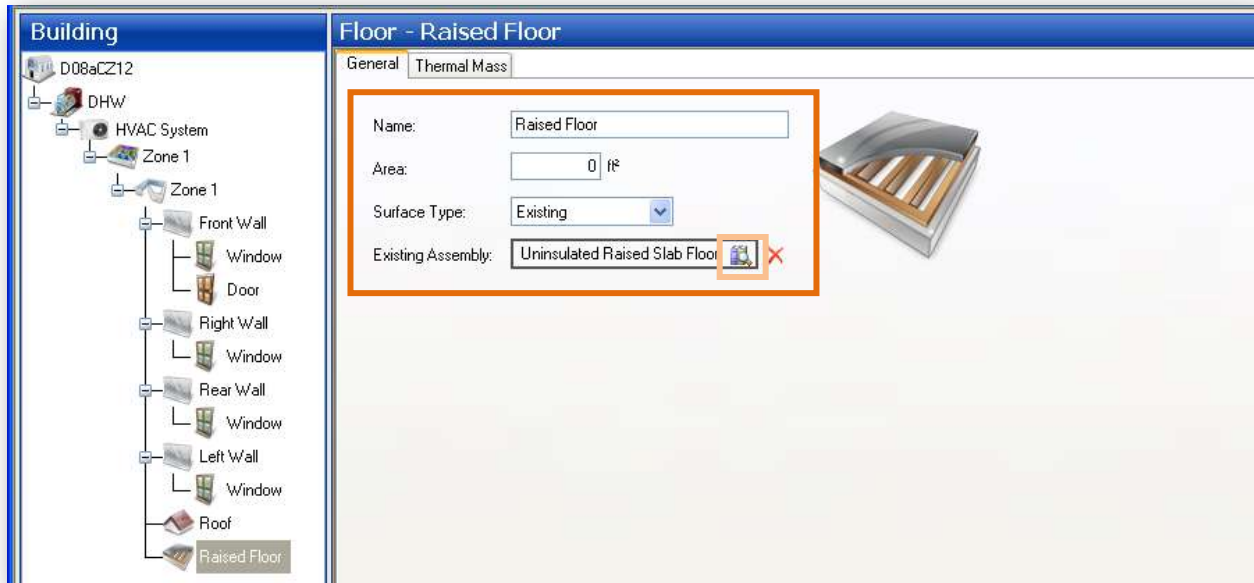 Building
D08aCZ12
DHW
HVAC System
Zone 1
Zone 1
Front Wall
Window
Door
Right Wall
Window
Rear Wall
Window
Left Wall
Window
Roof
Raised Floor
Floor - Raised Floor
General Thermal Mass
Name: Raised Floor
Area: 0 ft²
Surface Type: Existing
Existing Assembly: Uninsulated Raised Slab Floor